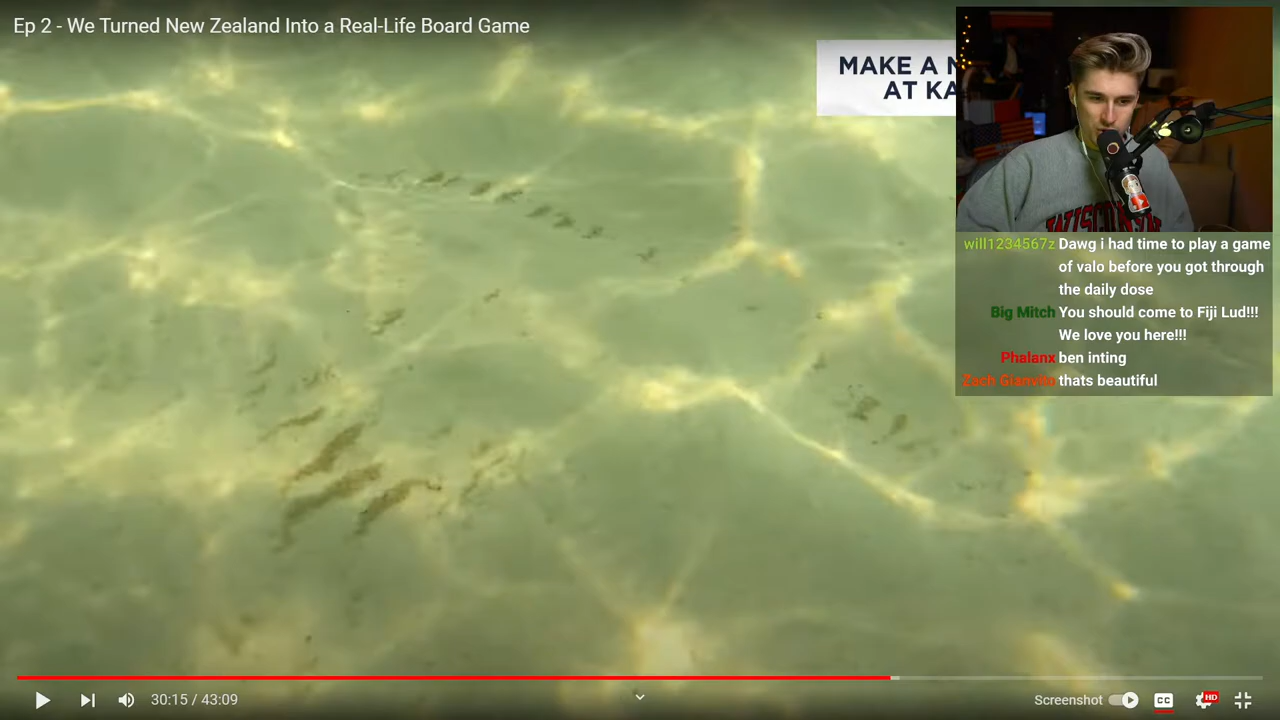 Ep 2 - We Turned New Zealand Into a Real-Life Board Game
MAKE A
AT KA
WISCONSIN
will1234567z Dawg i had time to play a game
of valo before you got through
the daily dose
Big Mitch You should come to Fiji Lud!!!
We love you here!!!
Phalanx ben inting
Zach Gianvito thats beautiful
30:15 / 43:09
Screenshot
CC
HD